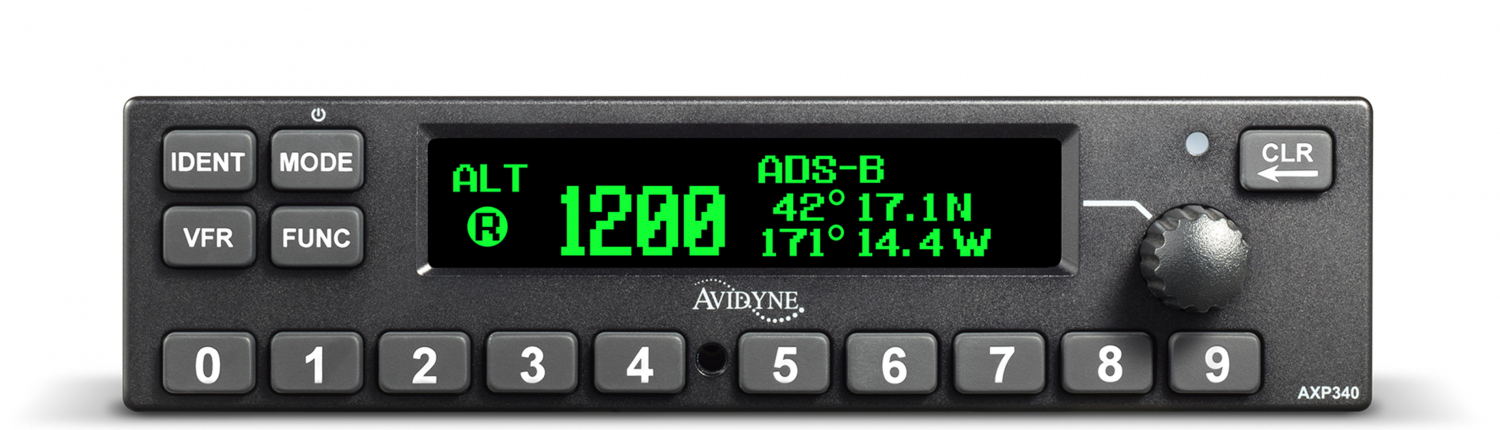 IDENT MODE
ALT
ADS-B
CLR
VFR FUNC
R
1200
42° 17.1N
171° 14.4W
AVIDYNE
0 1 2 3 4 5 6 7 8 9
AXP340